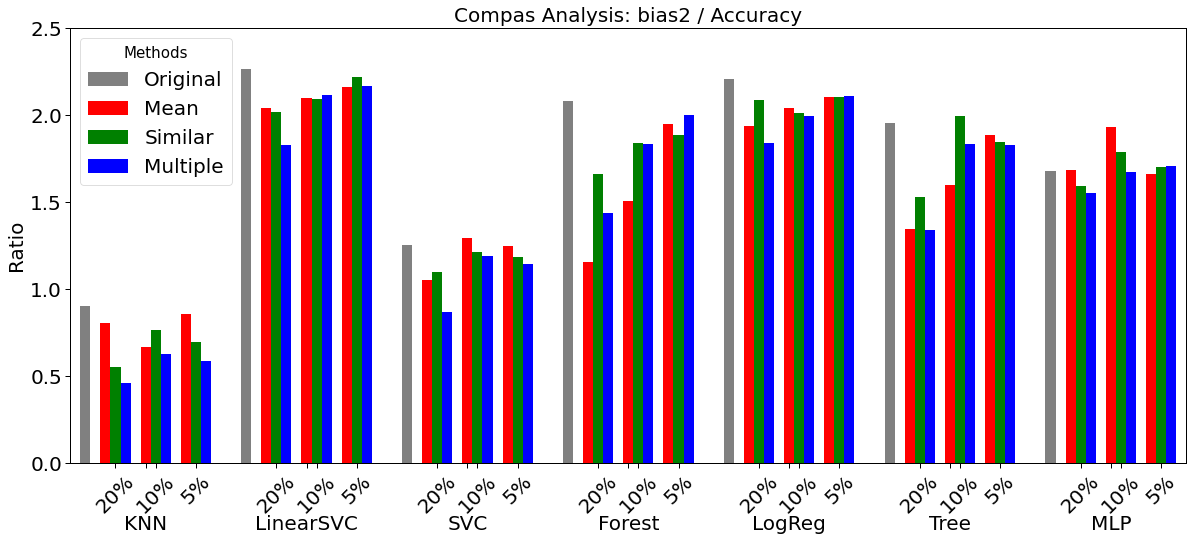 Compas Analysis: bias2 / Accuracy
Ratio
2.5
2.0
1.5
1.0
0.5
0.0
Methods
Original
Mean
Similar
Multiple
20% 10% 5% 20% 10% 5% 20% 10% 5% 20% 10% 5% 20% 10% 5% 20% 10% 5% 20% 10% 5%
KNN LinearSVC SVC Forest LogReg Tree MLP